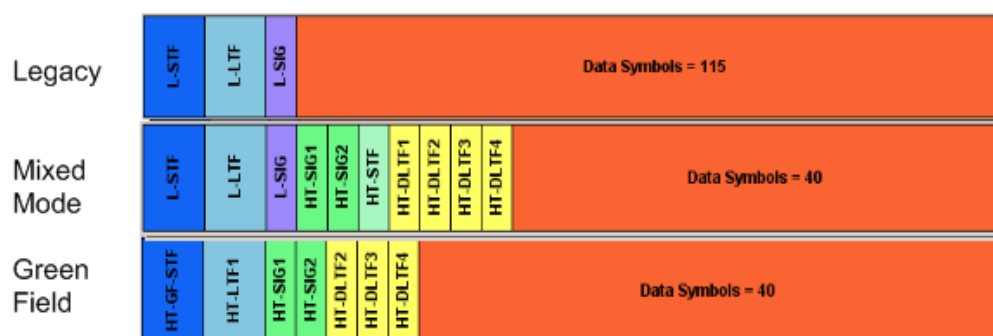 Legacy
L-STF
L-LTF
L-SIG
Data Symbols = 115
Mixed
Mode
L-STF
L-LTF
L-SIG
HT-SIG1
HT-SIG2
HT-STF
HT-DLTF1
HT-DLTF2
HT-DLTF3
HT-DLTF4
Data Symbols = 40
Green
Field
HT-GF-STF
HT-LTF1
HT-SIG1
HT-SIG2
HT-DLTF2
HT-DLTF3
HT-DLTF4
Data Symbols = 40